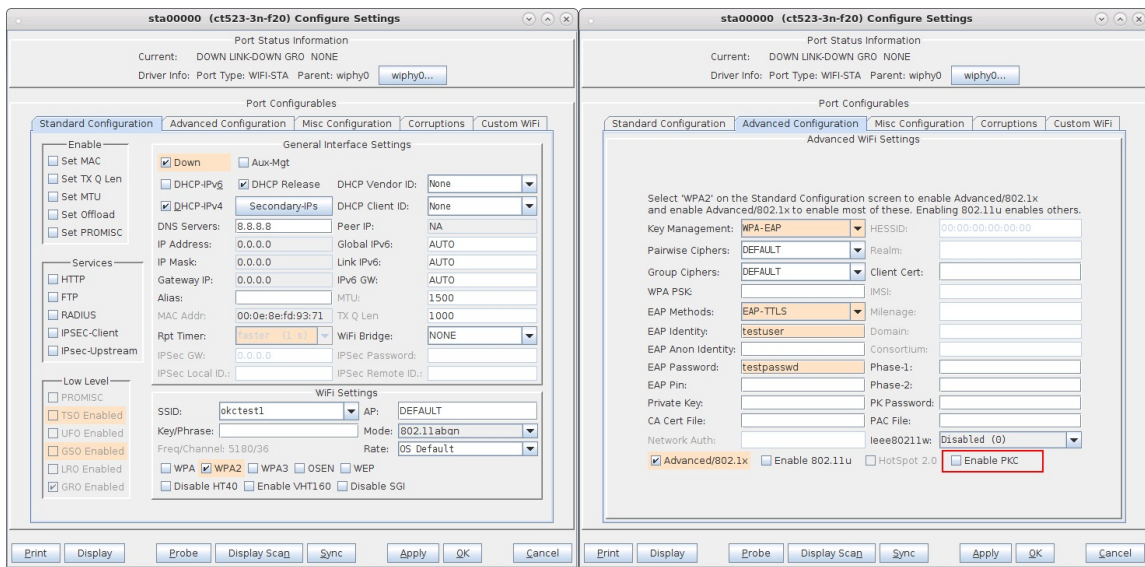 sta00000 (ct523-3n-f20) Configure Settings
Port Status Information
Current: DOWN LINK-DOWN GRO NONE
Driver Info: Port Type: WIFI-STA Parent: wiphy0 wiphy0...
Port Configurables
Standard Configuration Advanced Configuration Misc Configuration Corruptions Custom WiFi
Enable
Set MAC
Set TX Q Len
Set MTU
Set Offload
Set PROMISC
Services
HTTP
FTP
RADIUS
IPSEC-Client
IPsec-Upstream
Low Level
PROMISC
TSO Enabled
UFO Enabled
GSO Enabled
LRO Enabled
GRO Enabled
General Interface Settings
Down Aux-Mgt
DHCP-IPv6 DHCP Release DHCP Vendor ID: None
DHCP-IPv4 Secondary-IPs DHCP Client ID: None
DNS Servers: 8.8.8.8 Peer IP: NA
IP Address: 0.0.0.0 Global IPv6: AUTO
IP Mask: 0.0.0.0 Link IPv6: AUTO
Gateway IP: 0.0.0.0 IPv6 GW: AUTO
Alias: MTU: 1500
MAC Addr: 00:0e:8e:fd:93:71 TX Q Len 1000
Rpt Timer: faster (1 s) WiFi Bridge: NONE
IPSec GW: 0.0.0.0 IPSec Password:
IPSec Local ID.: IPSec Remote ID.:
WiFi Settings
SSID: okctest1 AP: DEFAULT
Key/Phrase: Mode: 802.11abgn
Freq/Channel: 5180/36 Rate: OS Default
WPA WPA2 WPA3 OSEN WEP
Disable HT40 Enable VHT160 Disable SGI
Print Display Probe Display Scan Sync Apply OK Cancel
sta00000 (ct523-3n-f20) Configure Settings
Port Status Information
Current: DOWN LINK-DOWN GRO NONE
Driver Info: Port Type: WIFI-STA Parent: wiphy0 wiphy0...
Port Configurables
Standard Configuration Advanced Configuration Misc Configuration Corruptions Custom WiFi
Advanced WiFi Settings
Select 'WPA2' on the Standard Configuration screen to enable Advanced/802.1x
and enable Advanced/802.1x to enable most of these. Enabling 802.11u enables others.
Key Management: WPA-EAP HESSID: 00:00:00:00:00:00
Pairwise Ciphers: DEFAULT Realm:
Group Ciphers: DEFAULT Client Cert:
WPA PSK: IMSI:
EAP Methods: EAP-TTLS Milenage:
EAP Identity: testuser Domain:
EAP Anon Identity: Consortium:
EAP Password: testpasswd Phase-1:
EAP Pin: Phase-2:
Private Key: PK Password:
CA Cert File: PAC File:
Network Auth: Ieee80211w: Disabled (0)
Advanced/802.1x Enable 802.11u HotSpot 2.0 Enable PKC
Print Display Probe Display Scan Sync Apply OK Cancel